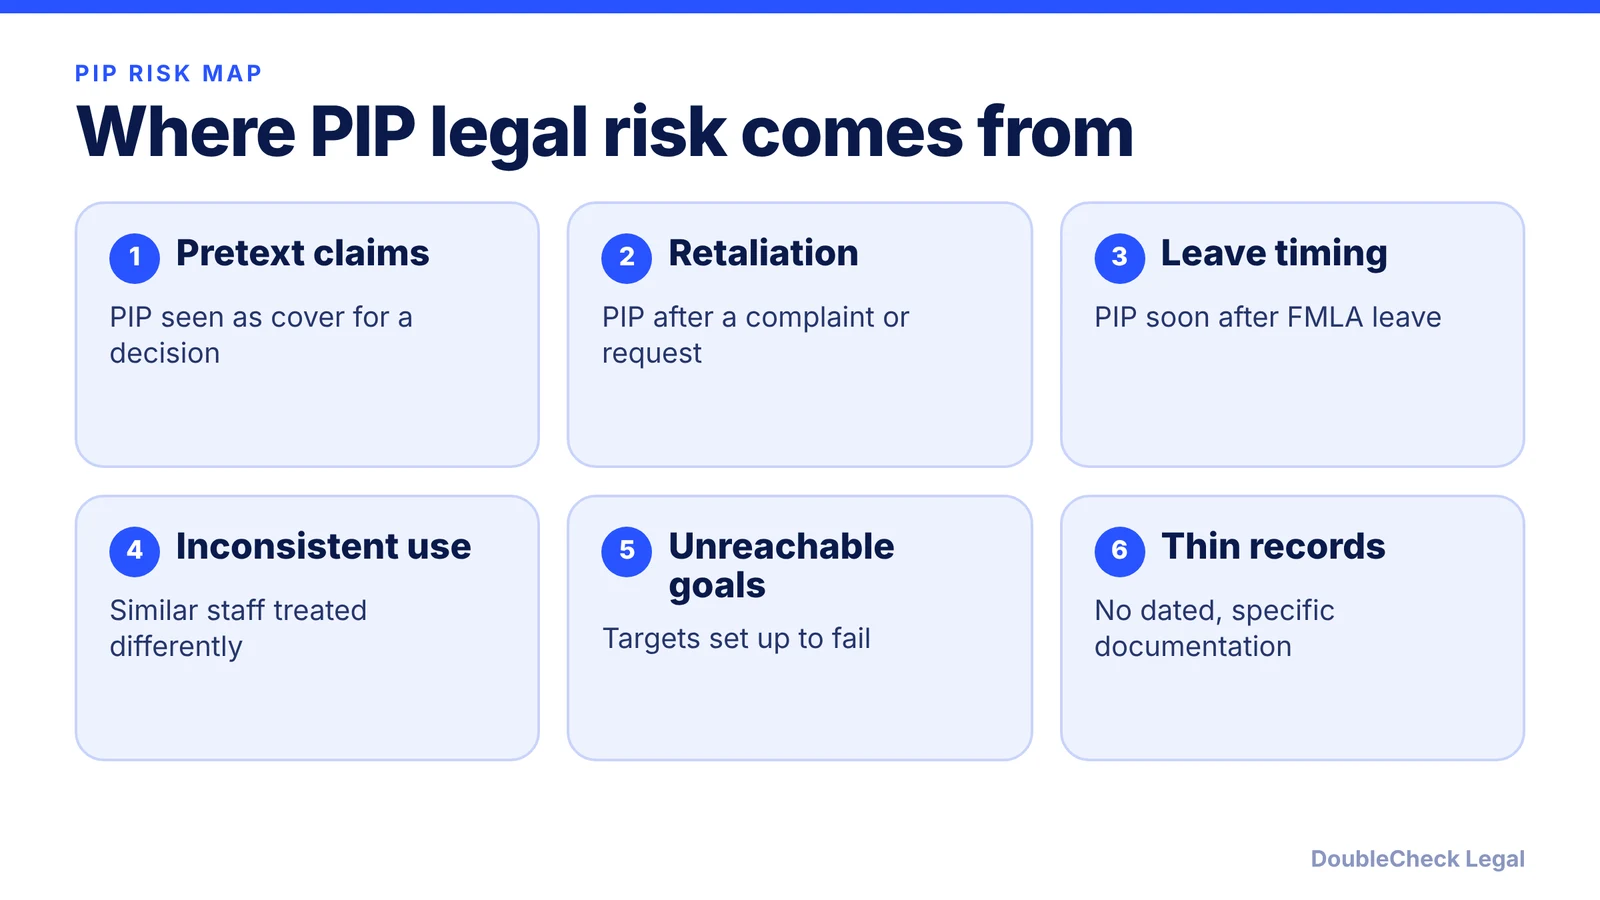 PIP RISK MAP
Where PIP legal risk comes from
1 Pretext claims
PIP seen as cover for a
decision
2 Retaliation
PIP after a complaint or
request
3 Leave timing
PIP soon after FMLA leave
4 Inconsistent use
Similar staff treated
differently
5 Unreachable
goals
Targets set up to fail
6 Thin records
No dated, specific
documentation
DoubleCheck Legal